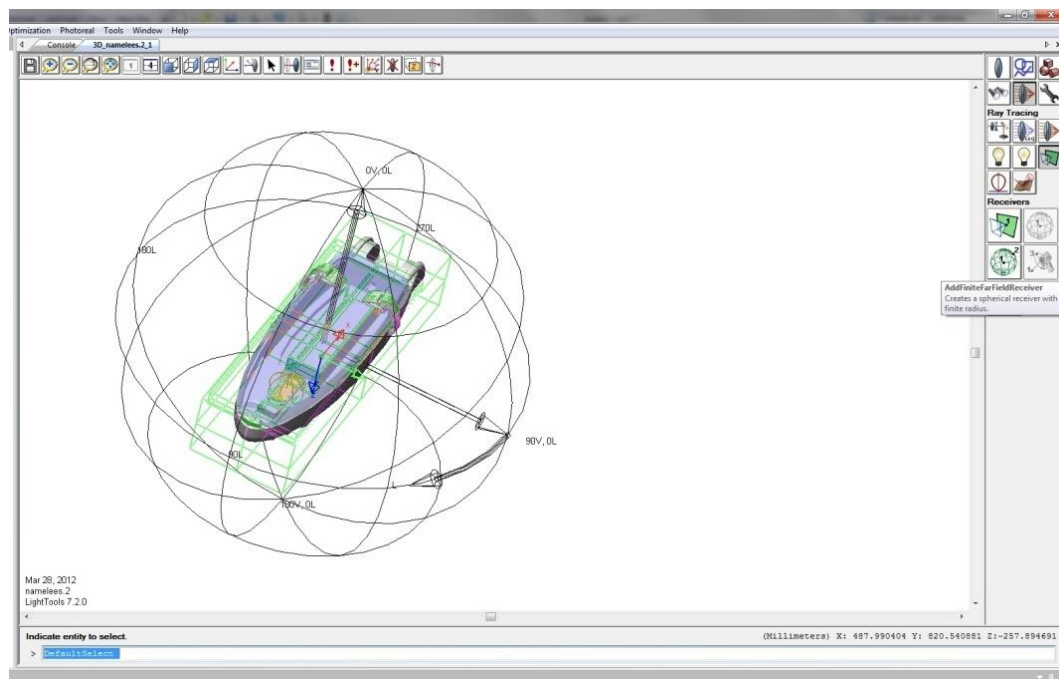 Optimization Photoreal Tools Window Help
Console 3D_namelees.2_1
Ray Tracing
Receivers
AddFiniteFarFieldReceiver
Creates a spherical receiver with
finite radius.
0V, 0L
270L
180L
90V, 0L
90L
180V, 0L
L
Mar 28, 2012
namelees.2
LightTools 7.2.0
Indicate entity to select.
(Millimeters) X: 487.990404 Y: 820.540881 Z:-257.894691
> DefaultSelect